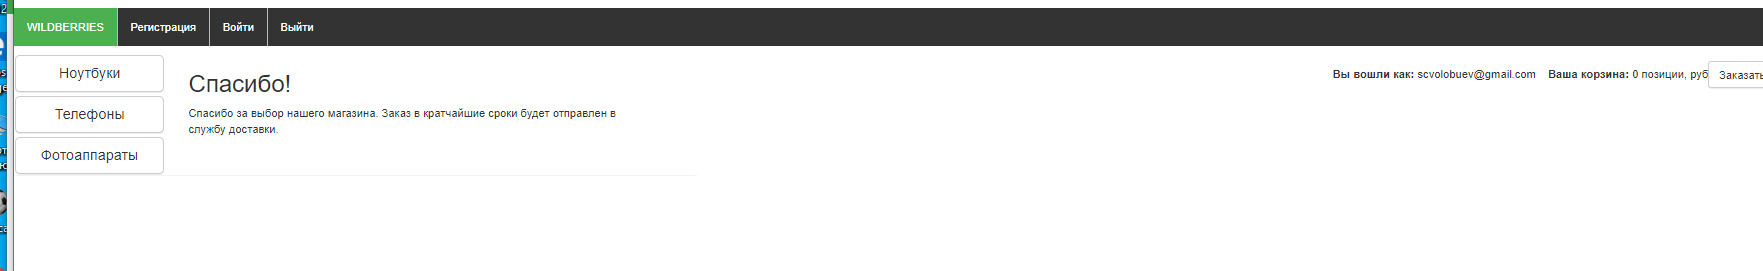 WILDBERRIES Регистрация Войти Выйти
Ноутбуки
Телефоны
Фотоаппараты
Спасибо!
Спасибо за выбор нашего магазина. Заказ в кратчайшие сроки будет отправлен в
службу доставки.
Вы вошли как: scvolobuev@gmail.com Ваша корзина: 0 позиции, руб
Заказать